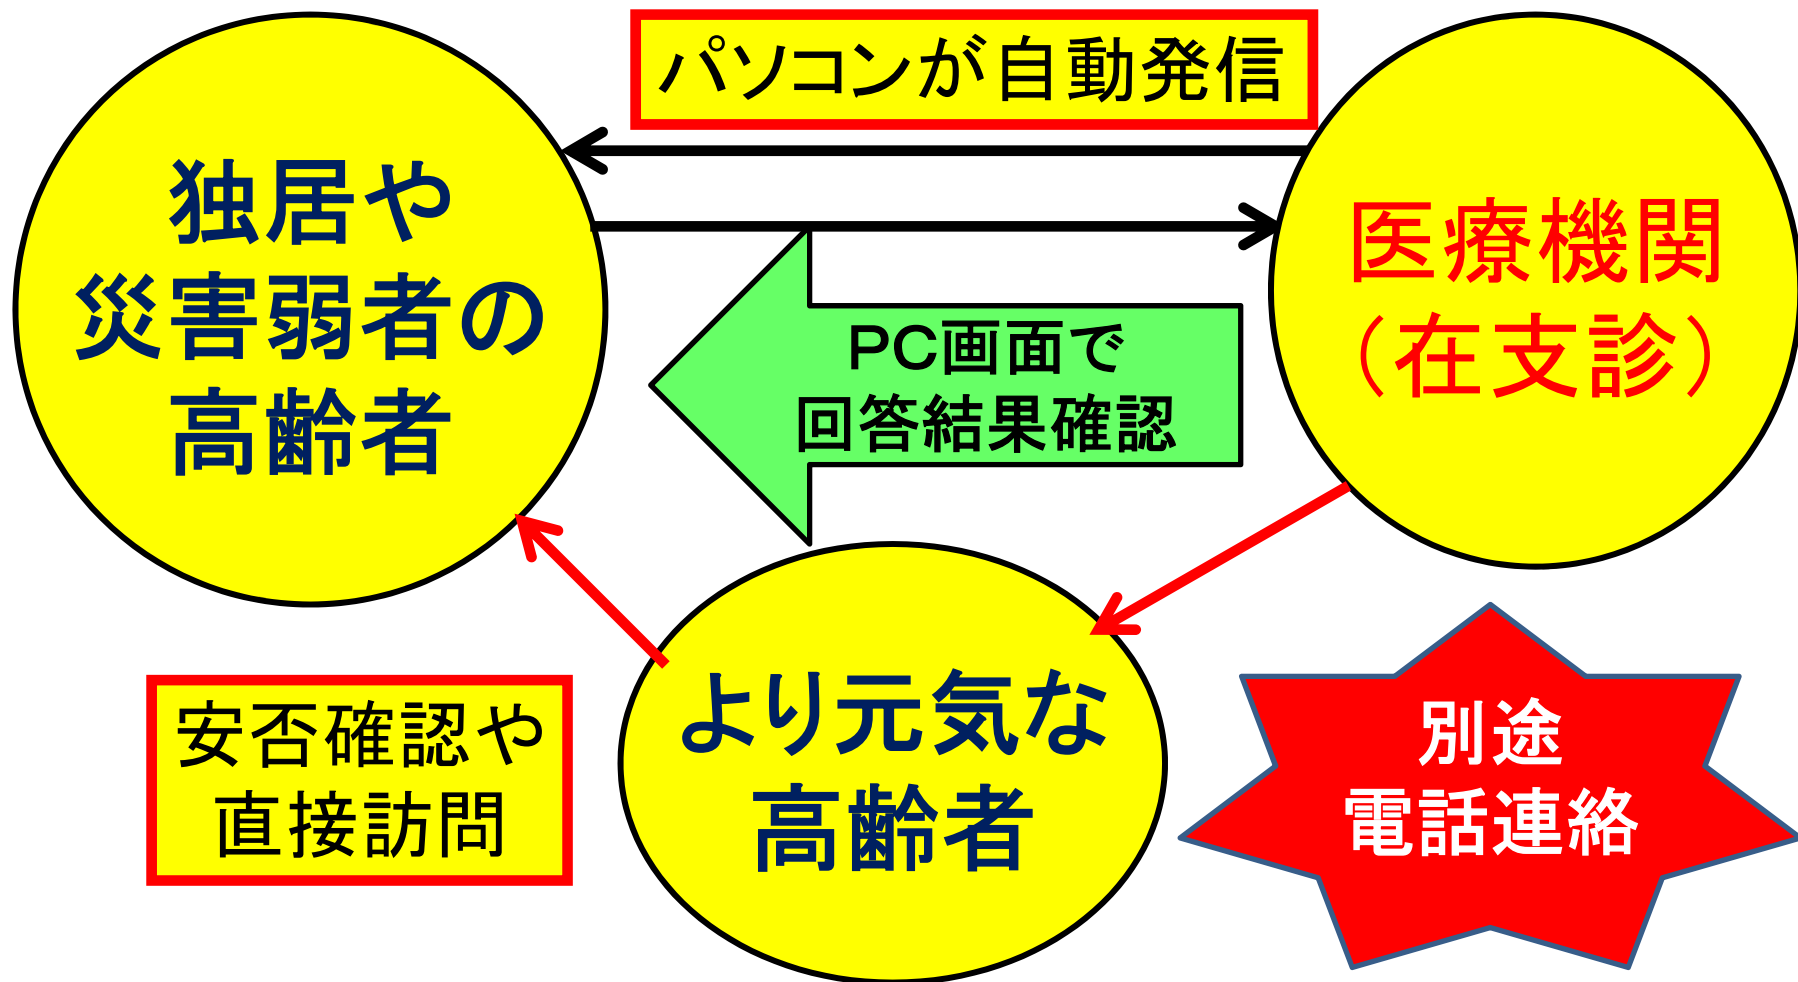 パソコンが自動発信
独居や
災害弱者の
高齢者
医療機関
（在支診）
PC画面で
回答結果確認
より元気な
高齢者
安否確認や
直接訪問
別途
電話連絡